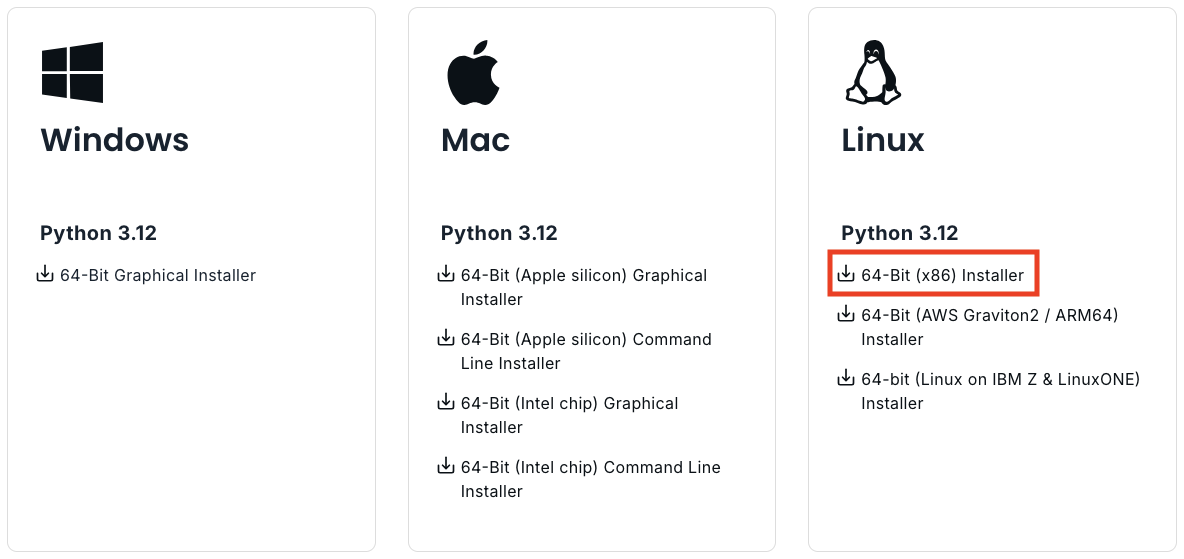 Windows
Python 3.12
64-Bit Graphical Installer
Mac
Python 3.12
64-Bit (Apple silicon) Graphical
Installer
64-Bit (Apple silicon) Command
Line Installer
64-Bit (Intel chip) Graphical
Installer
64-Bit (Intel chip) Command Line
Installer
Linux
Python 3.12
64-Bit (x86) Installer
64-Bit (AWS Graviton2 / ARM64)
Installer
64-bit (Linux on IBM Z & LinuxONE)
Installer